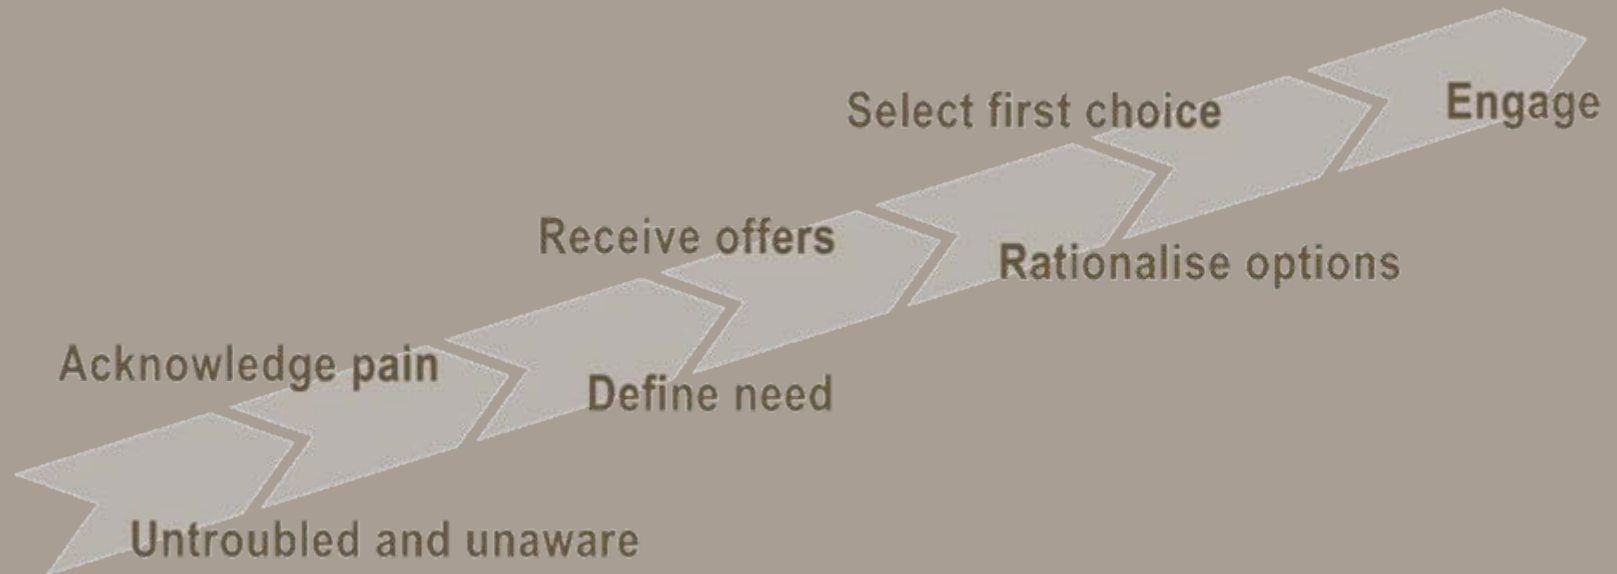 Select first choice
Engage
Receive offers
Rationalise options
Acknowledge pain
Define need
Untroubled and unaware